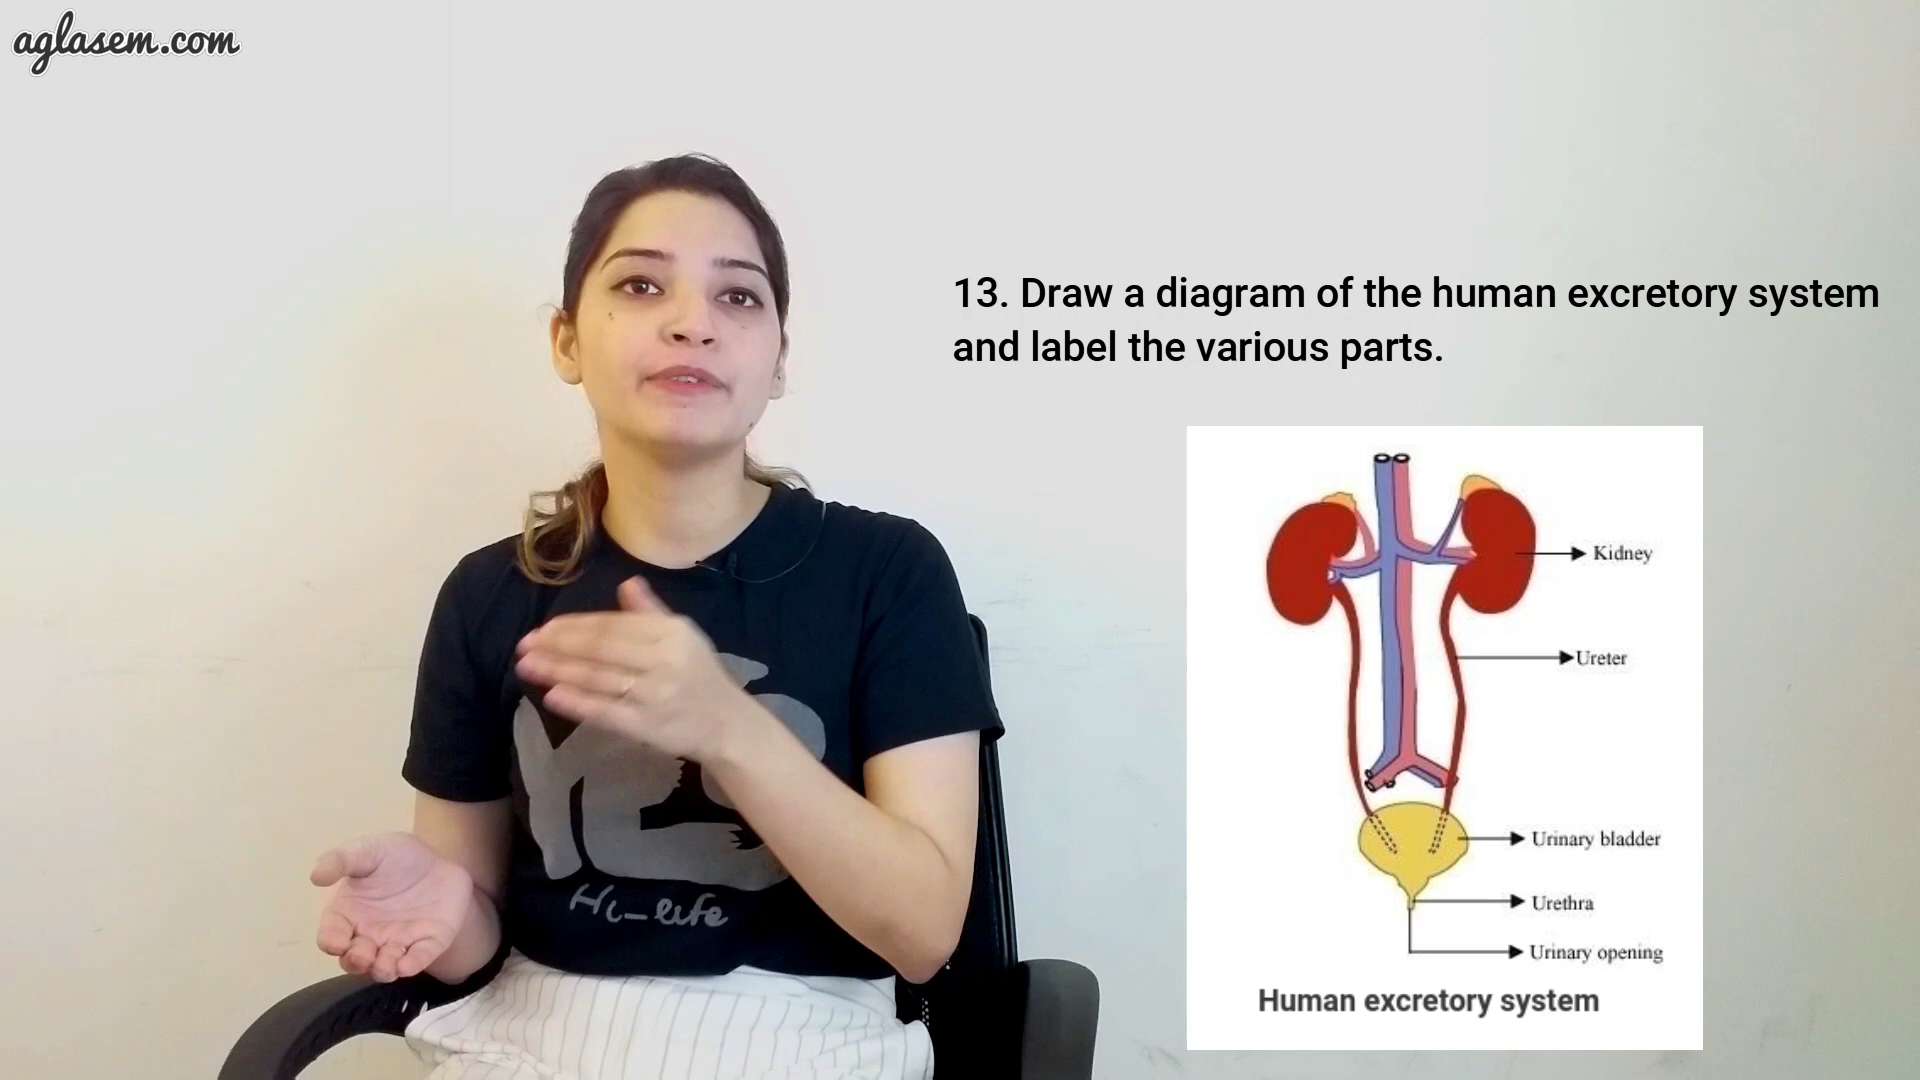 aglasem.com
13. Draw a diagram of the human excretory system
and label the various parts.
Kidney
Ureter
Urinary bladder
Urethra
Urinary opening
Human excretory system